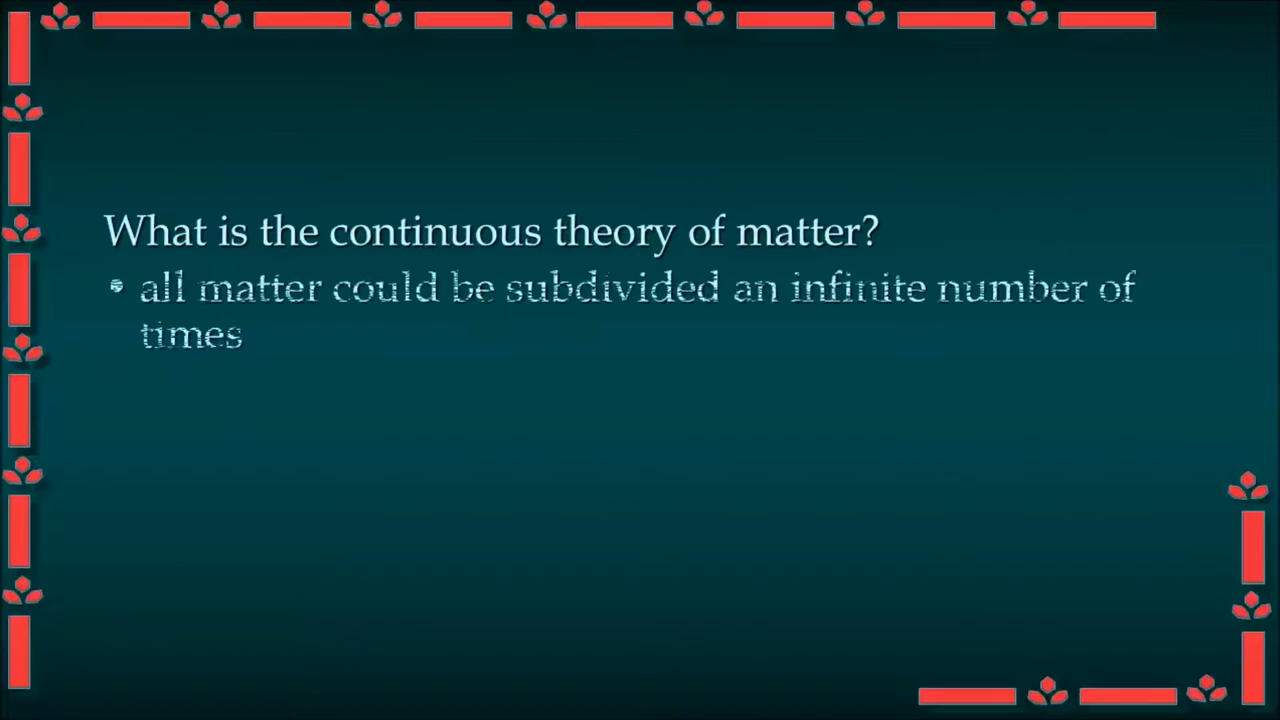 What is the continuous theory of matter?
• all matter could be subdivided an infinite number of
times